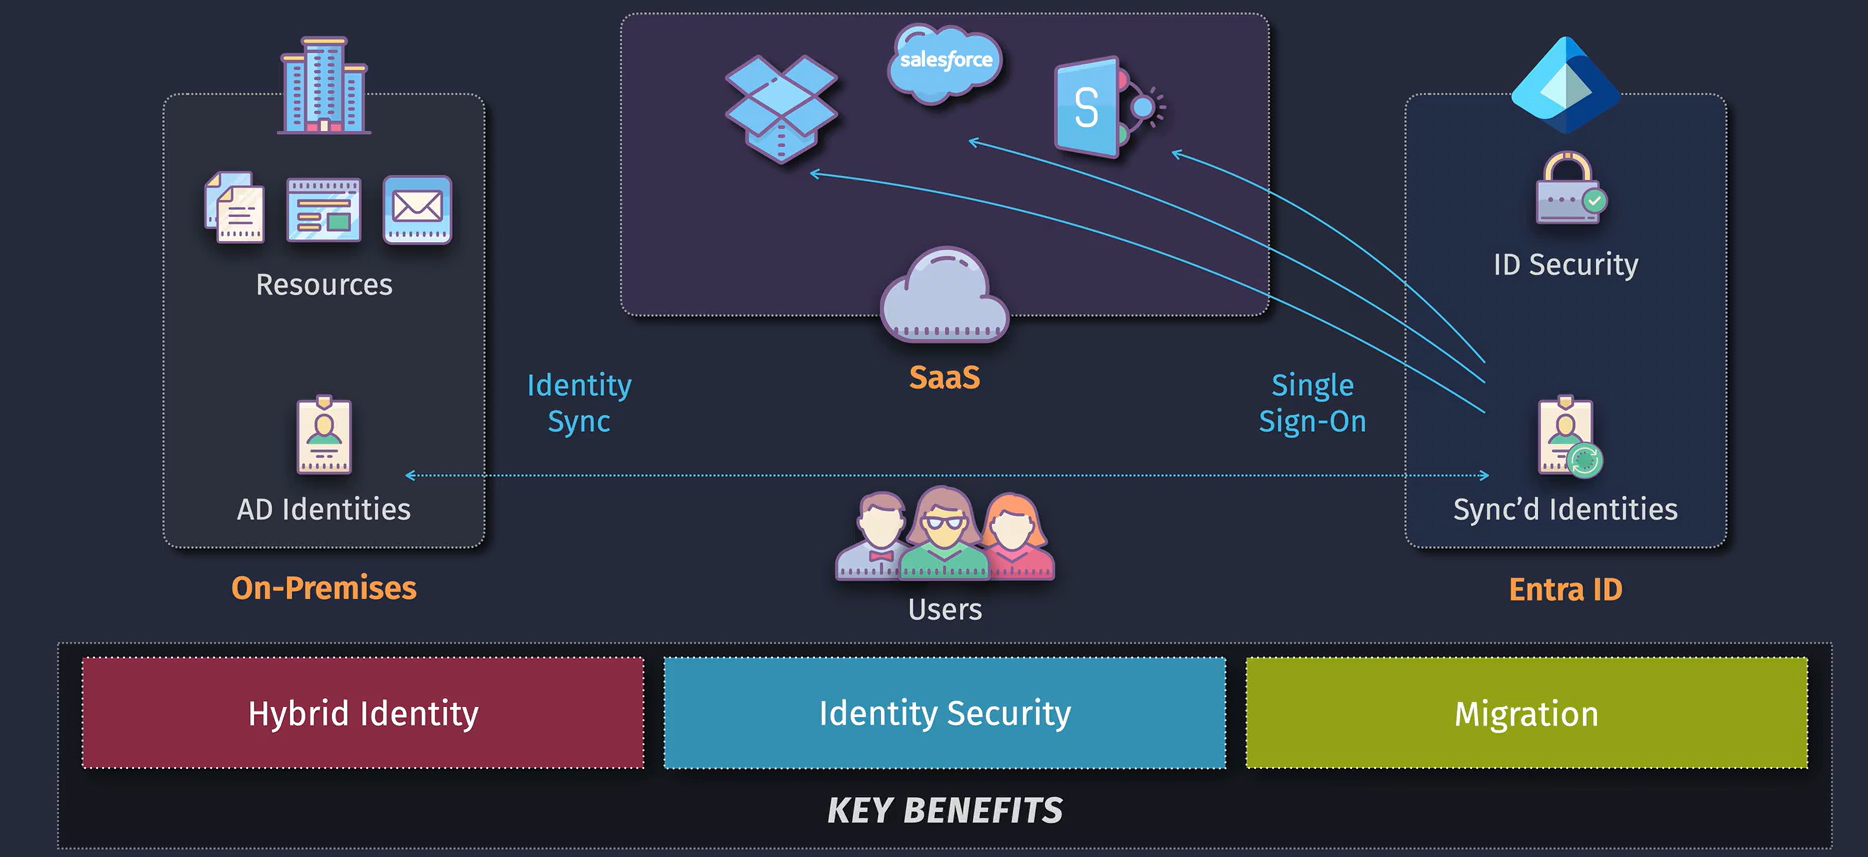 salesforce
S
Resources
ID Security
Identity
Sync
SaaS
Single
Sign-On
AD Identities
Sync’d Identities
On-Premises
Users
Entra ID
Hybrid Identity
Identity Security
Migration
KEY BENEFITS